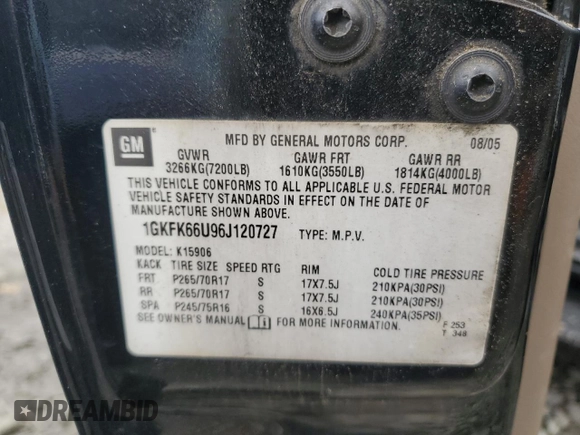 GM
MFD BY GENERAL MOTORS CORP. 08/05
GVWR GAWR FRT GAWR RR
3266KG(7200LB) 1610KG(3550LB) 1814KG(4000LB)
THIS VEHICLE CONFORMS TO ALL APPLICABLE U.S. FEDERAL MOTOR
VEHICLE SAFETY STANDARDS IN EFFECT ON THE DATE OF
MANUFACTURE SHOWN ABOVE.
1GKFK66U96J120727 TYPE: M.P.V.
MODEL: K15906
KACK TIRE SIZE SPEED RTG RIM COLD TIRE PRESSURE
FRT P265/70R17 S 17X7.5J 210KPA(30PSI)
RR P265/70R17 S 17X7.5J 210KPA(30PSI)
SPA P245/75R16 S 16X6.5J 240KPA(35PSI)
SEE OWNER'S MANUAL FOR MORE INFORMATION. F 253
T 348
DREAMBID